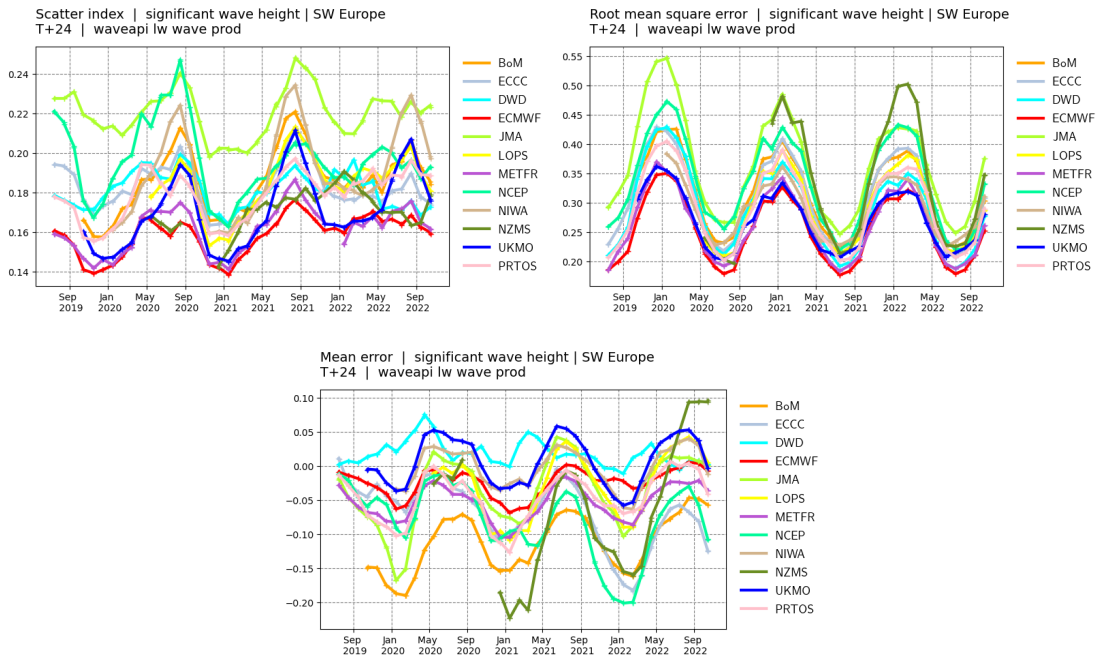 Scatter index | significant wave height | SW Europe
T+24 | waveapi lw wave prod
0.24
0.22
0.20
0.18
0.16
0.14
Sep 2019
Jan 2020
May 2020
Sep 2020
Jan 2021
May 2021
Sep 2021
Jan 2022
May 2022
Sep 2022
BoM
ECCC
DWD
ECMWF
JMA
LOPS
METFR
NCEP
NIWA
NZMS
UKMO
PRTOS
Root mean square error | significant wave height | SW Europe
T+24 | waveapi lw wave prod
0.55
0.50
0.45
0.40
0.35
0.30
0.25
0.20
Sep 2019
Jan 2020
May 2020
Sep 2020
Jan 2021
May 2021
Sep 2021
Jan 2022
May 2022
Sep 2022
BoM
ECCC
DWD
ECMWF
JMA
LOPS
METFR
NCEP
NIWA
NZMS
UKMO
PRTOS
Mean error | significant wave height | SW Europe
T+24 | waveapi lw wave prod
0.10
0.05
0.00
−0.05
−0.10
−0.15
−0.20
Sep 2019
Jan 2020
May 2020
Sep 2020
Jan 2021
May 2021
Sep 2021
Jan 2022
May 2022
Sep 2022
BoM
ECCC
DWD
ECMWF
JMA
LOPS
METFR
NCEP
NIWA
NZMS
UKMO
PRTOS